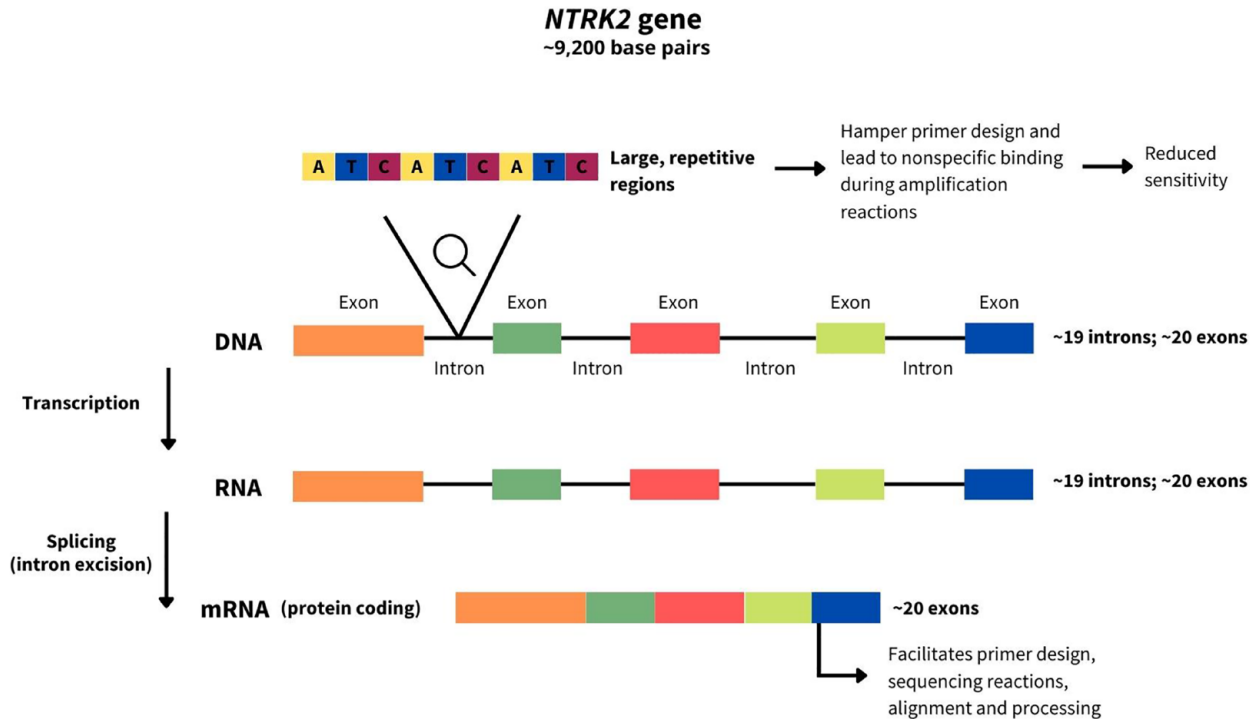 NTRK2 gene
~9,200 base pairs
A T C A T C A T C
Large, repetitive
regions
Hamper primer design and
lead to nonspecific binding
during amplification
reactions
Reduced
sensitivity
Exon Exon Exon Exon Exon
DNA
~19 introns; ~20 exons
Intron Intron Intron Intron
Transcription
RNA
~19 introns; ~20 exons
Splicing
(intron excision)
mRNA (protein coding)
~20 exons
Facilitates primer design,
sequencing reactions,
alignment and processing